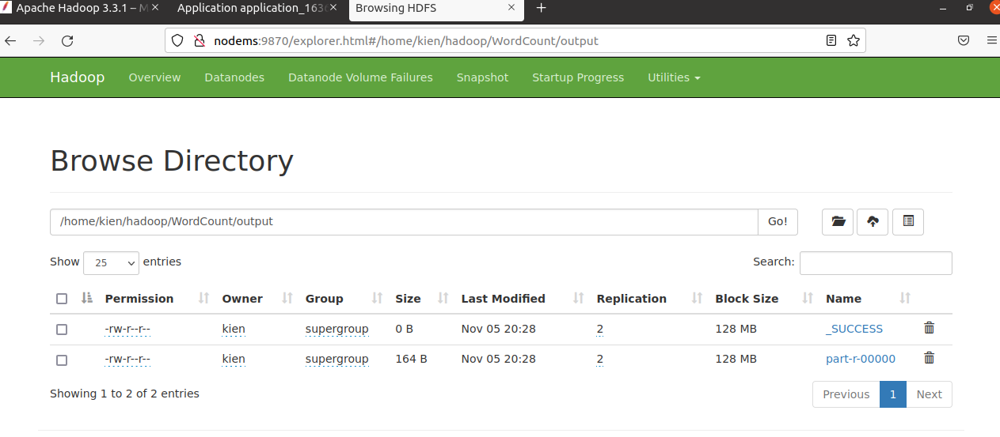 Apache Hadoop 3.3.1 – M
Application application_1636
Browsing HDFS
nodems:9870/explorer.html#/home/kien/hadoop/WordCount/output
Hadoop Overview Datanodes Datanode Volume Failures Snapshot Startup Progress Utilities
Browse Directory
/home/kien/hadoop/WordCount/output Go!
Show 25 entries Search:
Permission Owner Group Size Last Modified Replication Block Size Name
-rw-r--r-- kien supergroup 0 B Nov 05 20:28 2 128 MB _SUCCESS
-rw-r--r-- kien supergroup 164 B Nov 05 20:28 2 128 MB part-r-00000
Showing 1 to 2 of 2 entries Previous 1 Next